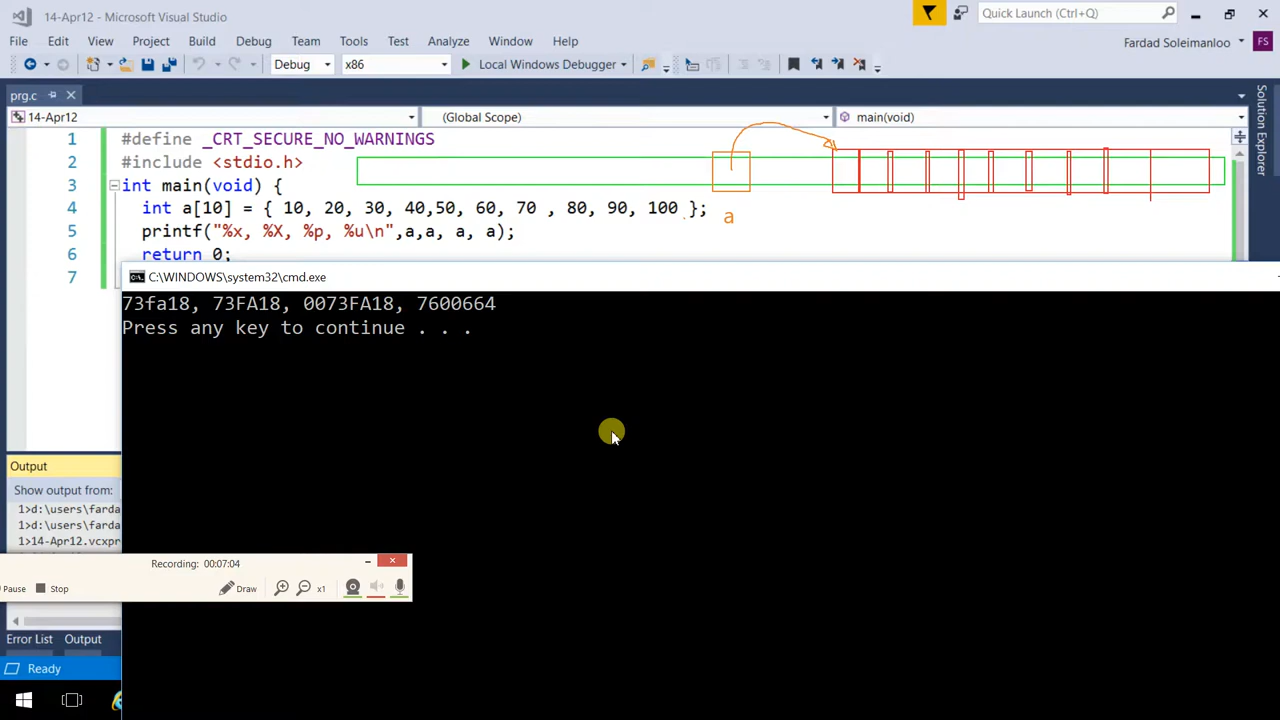 14-Apr12 - Microsoft Visual Studio
Quick Launch (Ctrl+Q)
File Edit View Project Build Debug Team Tools Test Analyze Window Help
Fardad Soleimanloo FS
Debug x86 Local Windows Debugger
prg.c
14-Apr12 (Global Scope) main(void)
Solution Explorer
1 #define _CRT_SECURE_NO_WARNINGS
2 #include <stdio.h>
3 int main(void) {
4 int a[10] = { 10, 20, 30, 40,50, 60, 70 , 80, 90, 100 };
a
5 printf("%x, %X, %p, %u\n",a,a, a, a);
6 return 0;
7
C:\WINDOWS\system32\cmd.exe
73fa18, 73FA18, 0073FA18, 7600664
Press any key to continue . . .
Output
Show output from:
1>d:\users\farda
1>d:\users\farda
1>14-Apr12.vcxpr
Recording: 00:07:04
Pause Stop Draw x1
Error List Output
Ready